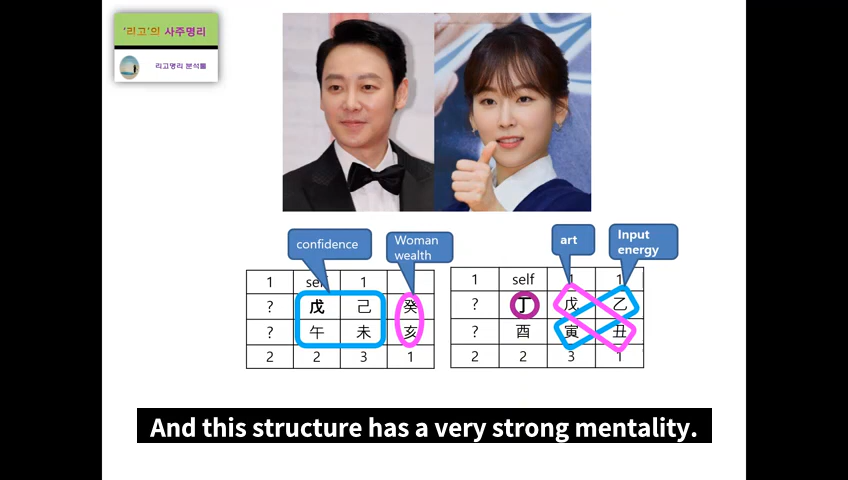 '리고'의 사주명리
리고명리 분석틀
confidence
Woman
wealth
art
Input
energy
1 self 1
? 戊 己 癸
? 午 未 亥
2 2 3 1
1 self 1 1
? 丁 戊 乙
? 酉 寅 丑
2 2 3 1
And this structure has a very strong mentality.